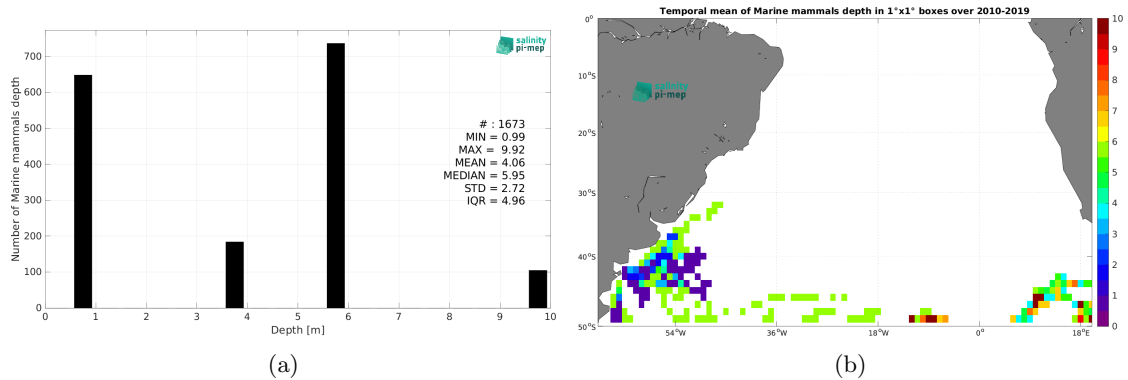 salinity
pi-mep
Number of Marine mammals depth
700
600
500
400
300
200
100
0
# : 1673
MIN = 0.99
MAX = 9.92
MEAN = 4.06
MEDIAN = 5.95
STD = 2.72
IQR = 4.96
0 1 2 3 4 5 6 7 8 9 10
Depth [m]
(a)
Temporal mean of Marine mammals depth in 1°x1° boxes over 2010-2019
salinity
pi-mep
0°
10°S
20°S
30°S
40°S
50°S
54°W 36°W 18°W 0° 18°E
10
9
8
7
6
5
4
3
2
1
0
(b)